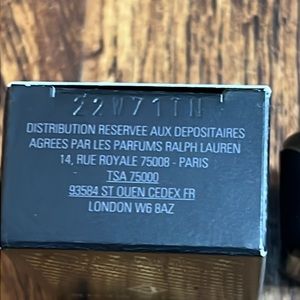 DISTRIBUTION RESERVEE AUX DEPOSITAIRES
AGREES PAR LES PARFUMS RALPH LAUREN
14, RUE ROYALE 75008 - PARIS
TSA 75000
93584 ST OUEN CEDEX FR
LONDON W6 8AZ